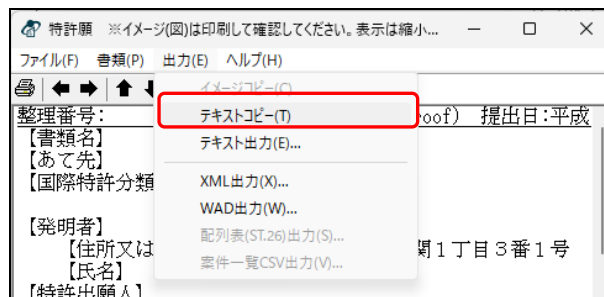 特許願 ※イメージ(図)は印刷して確認してください。表示は縮小...
ファイル(F) 書類(P) 出力(E) ヘルプ(H)
イメージコピー(C)
テキストコピー(T)
テキスト出力(E)...
XML出力(X)...
WAD出力(W)...
配列表(ST.26)出力(S)...
案件一覧CSV出力(V)...
整理番号: oof) 提出日:平成
【書類名】
【あて先】
【国際特許分類
【発明者】
【住所又は 関1丁目3番1号
【氏名】
【特許出願人】